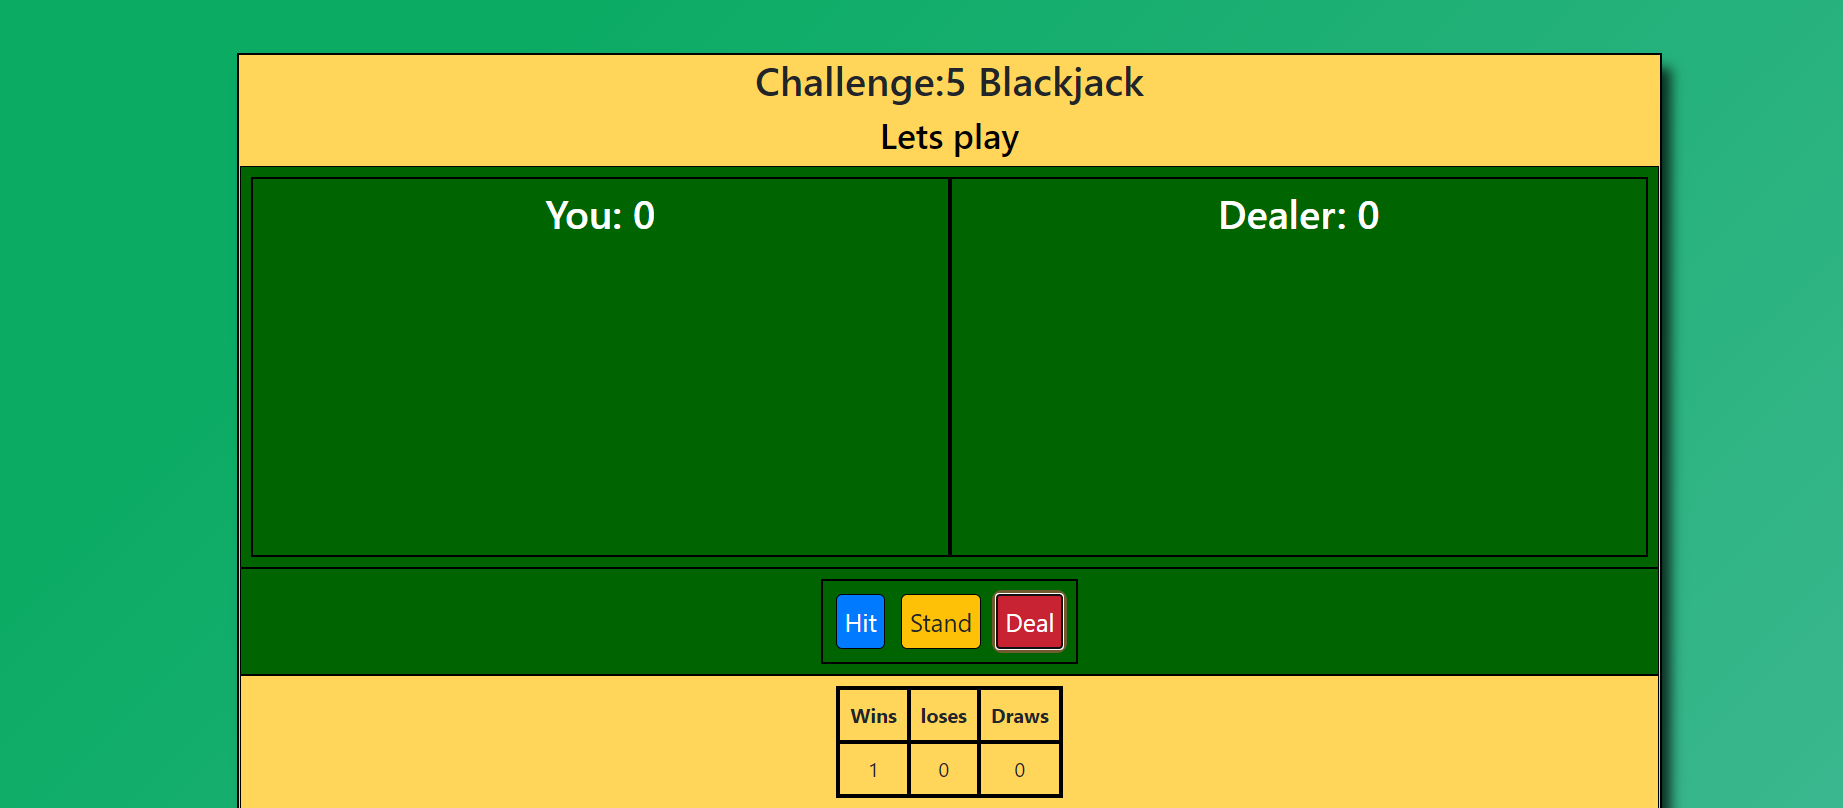 Challenge:5 Blackjack
Lets play
You: 0
Dealer: 0
Hit
Stand
Deal
Wins loses Draws
1 0 0